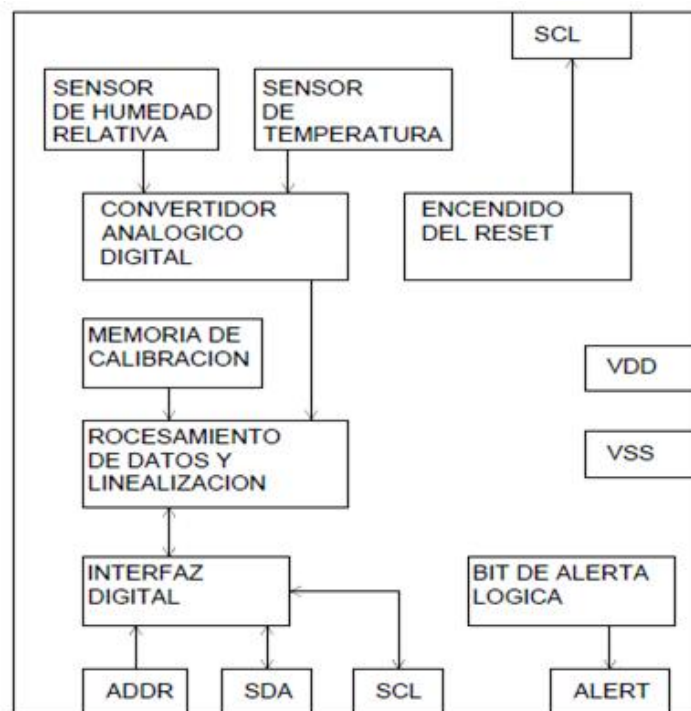 SCL
SENSOR
DE HUMEDAD
RELATIVA
SENSOR
DE
TEMPERATURA
CONVERTIDOR
ANALOGICO
DIGITAL
ENCENDIDO
DEL RESET
MEMORIA DE
CALIBRACION
VDD
ROCESAMIENTO
DE DATOS Y
LINEALIZACION
VSS
INTERFAZ
DIGITAL
BIT DE ALERTA
LOGICA
ADDR
SDA
SCL
ALERT